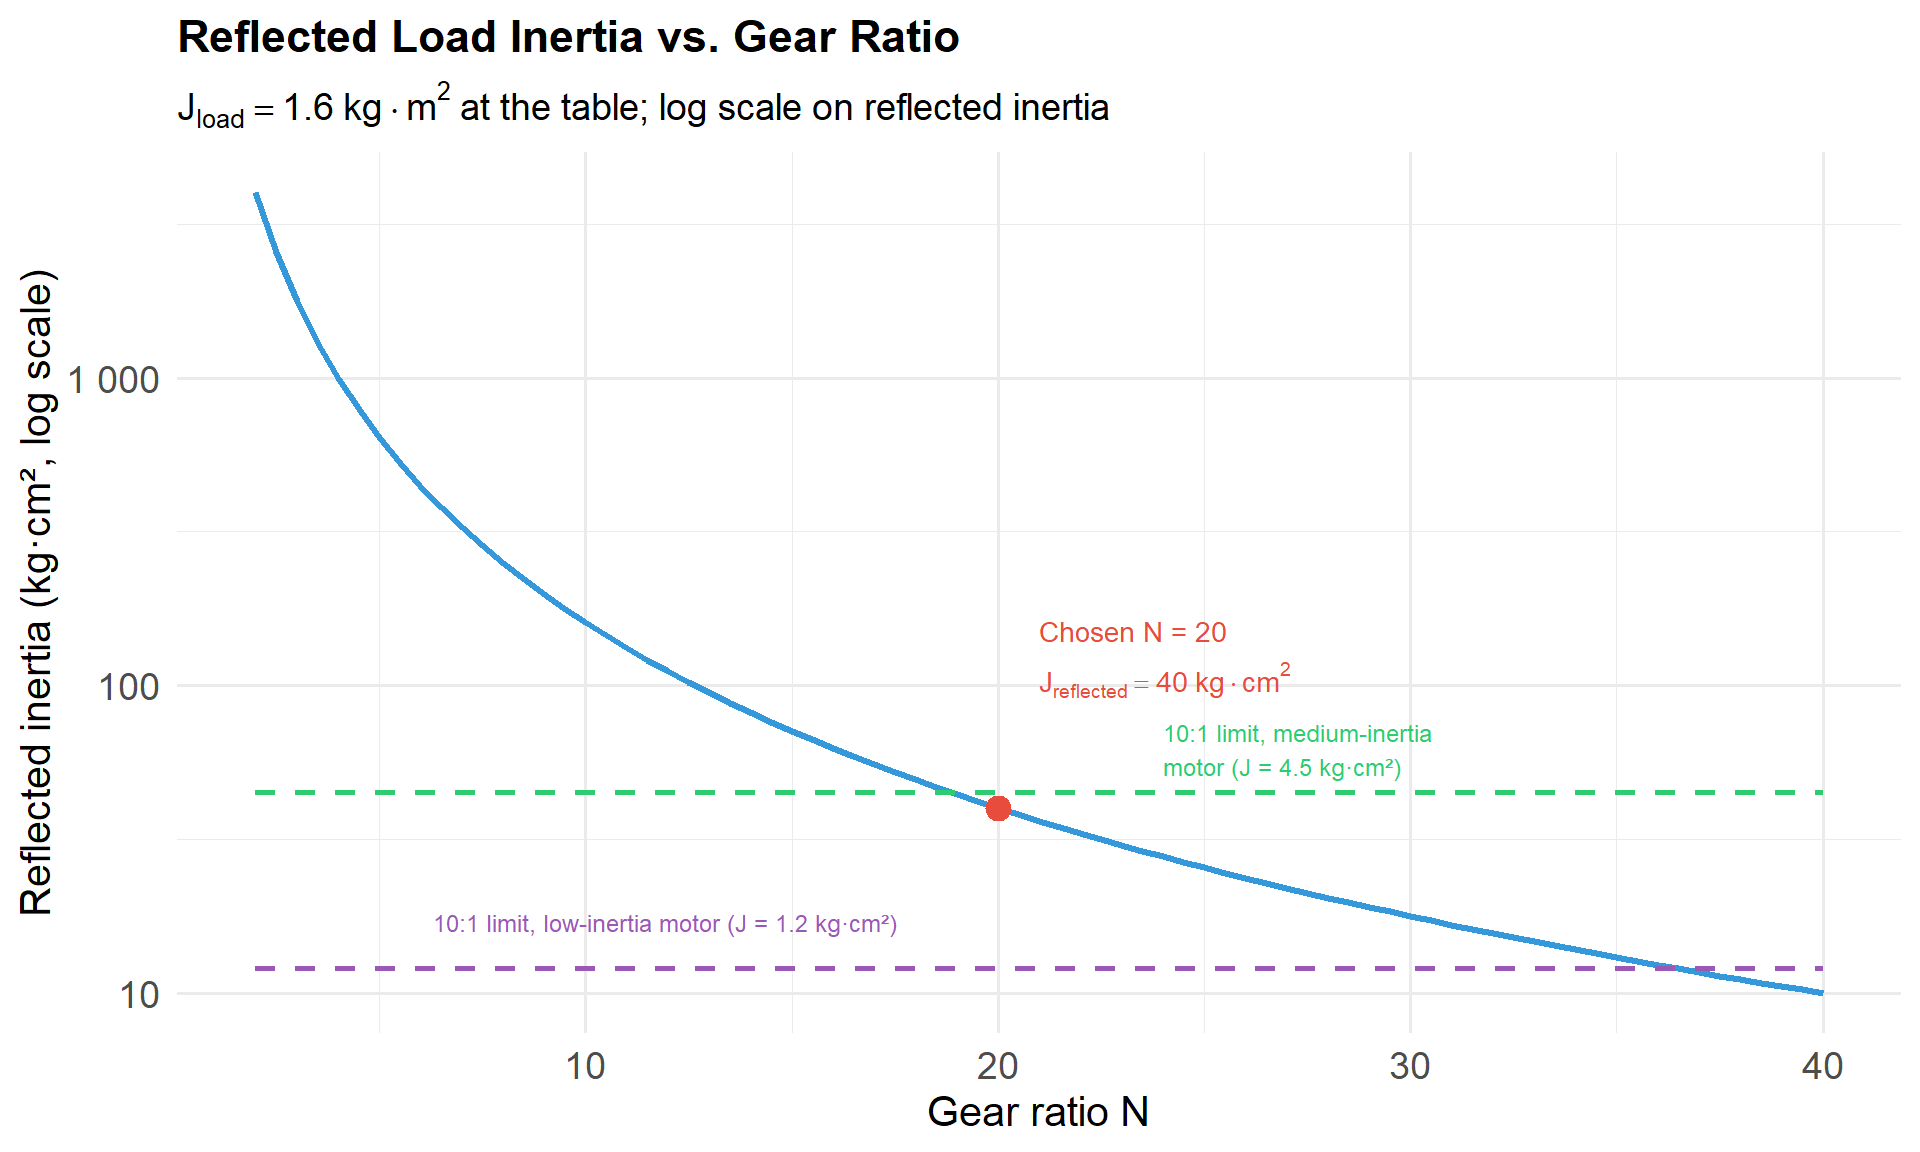 Reflected Load Inertia vs. Gear Ratio
J_load = 1.6 kg · m² at the table; log scale on reflected inertia
Reflected inertia (kg·cm², log scale)
1 000
100
10
Chosen N = 20
J_reflected = 40 kg · cm²
10:1 limit, medium-inertia
motor (J = 4.5 kg·cm²)
10:1 limit, low-inertia motor (J = 1.2 kg·cm²)
10
20
30
40
Gear ratio N